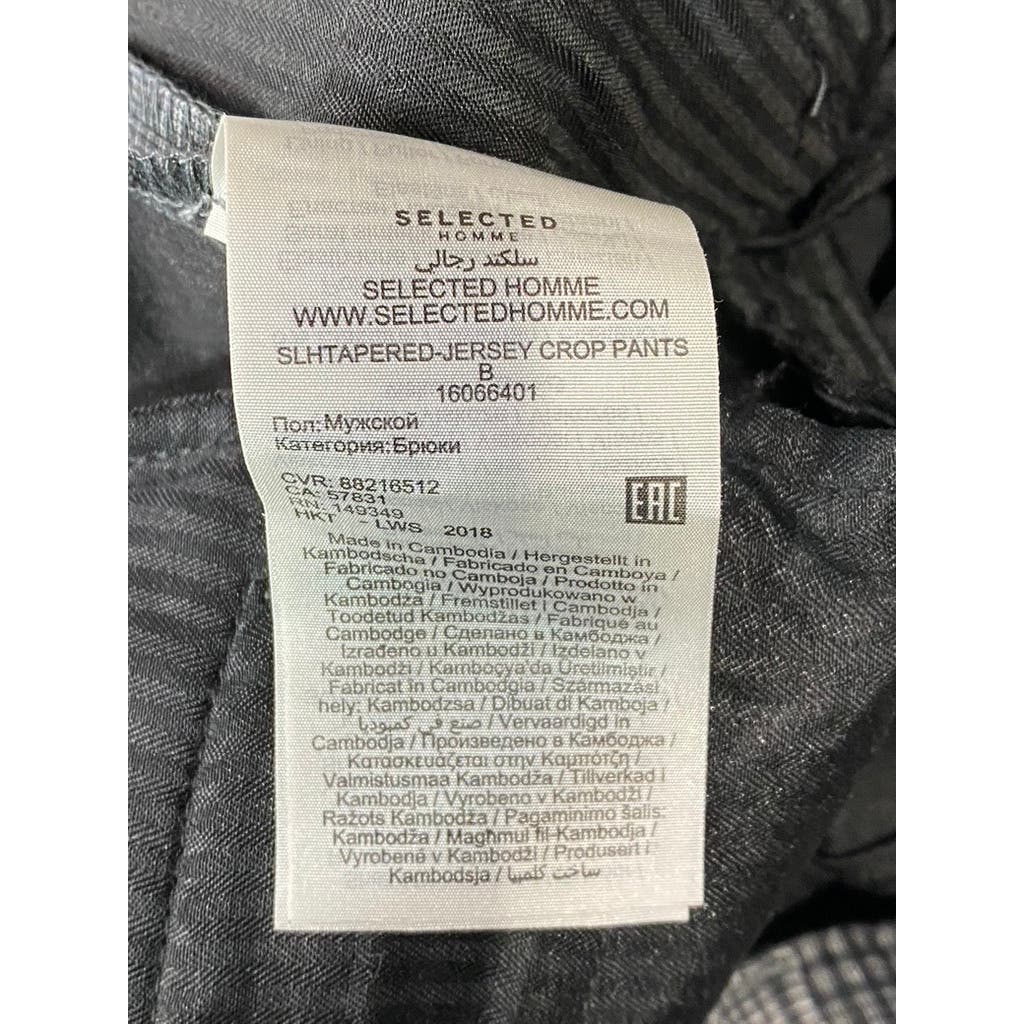 SELECTED
HOMME
سلكتد رجالي
SELECTED HOMME
WWW.SELECTEDHOMME.COM
SLHTAPERED-JERSEY CROP PANTS
B
16066401
Пол:Мужской
Категория:Брюки
CVR: 88216512
CA: 57831
RN: 149349
HKT - LWS 2018
EAC
Made in Cambodia / Hergestellt in
Kambodscha / Fabricado en Camboya /
Fabricado no Camboja / Prodotto in
Cambogia / Wyprodukowano w
Kambodża / Fremstillet i Cambodja /
Toodetud Kambodžas / Fabriqué au
Cambodge / Сделано в Камбоджа /
Izrađeno u Kambodži / Izdelano v
Kambodži / Kamboçya'da Üretilmiştir /
Fabricat in Cambodgia / Származási
hely: Kambodzsa / Dibuat di Kamboja /
صنع في كمبوديا / Vervaardigd in
Cambodja / Произведено в Камбоджа /
Κατασκευάζεται στην Καμπότζη /
Valmistusmaa Kambodža / Tillverkad i
Kambodja / Vyrobeno v Kambodži /
Ražots Kambodža / Pagaminimo šalis:
Kambodža / Magħmul fil-Kambodja /
Vyrobené v Kambodži / Produsert i
Kambodsja / ساخت کلمبیا